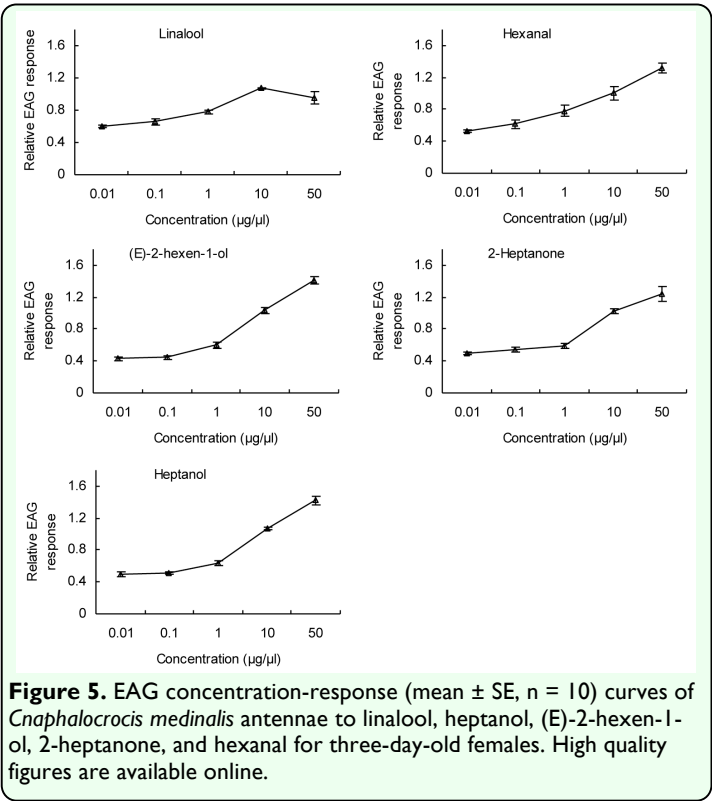 Linalool
Relative EAG response
1.6
1.2
0.8
0.4
0
0.01 0.1 1 10 50
Concentration (µg/µl)
Hexanal
Relative EAG
response
1.6
1.2
0.8
0.4
0
0.01 0.1 1 10 50
Concentration (µg/µl)
(E)-2-hexen-1-ol
Relative EAG
response
1.6
1.2
0.8
0.4
0
0.01 0.1 1 10 50
Concentration (µg/µl)
2-Heptanone
Relative EAG
response
1.6
1.2
0.8
0.4
0
0.01 0.1 1 10 50
Concentration (µg/µl)
Heptanol
Relative EAG
response
1.6
1.2
0.8
0.4
0
0.01 0.1 1 10 50
Concentration (µg/µl)
Figure 5. EAG concentration-response (mean ± SE, n = 10) curves of
Cnaphalocrocis medinalis antennae to linalool, heptanol, (E)-2-hexen-1-
ol, 2-heptanone, and hexanal for three-day-old females. High quality
figures are available online.